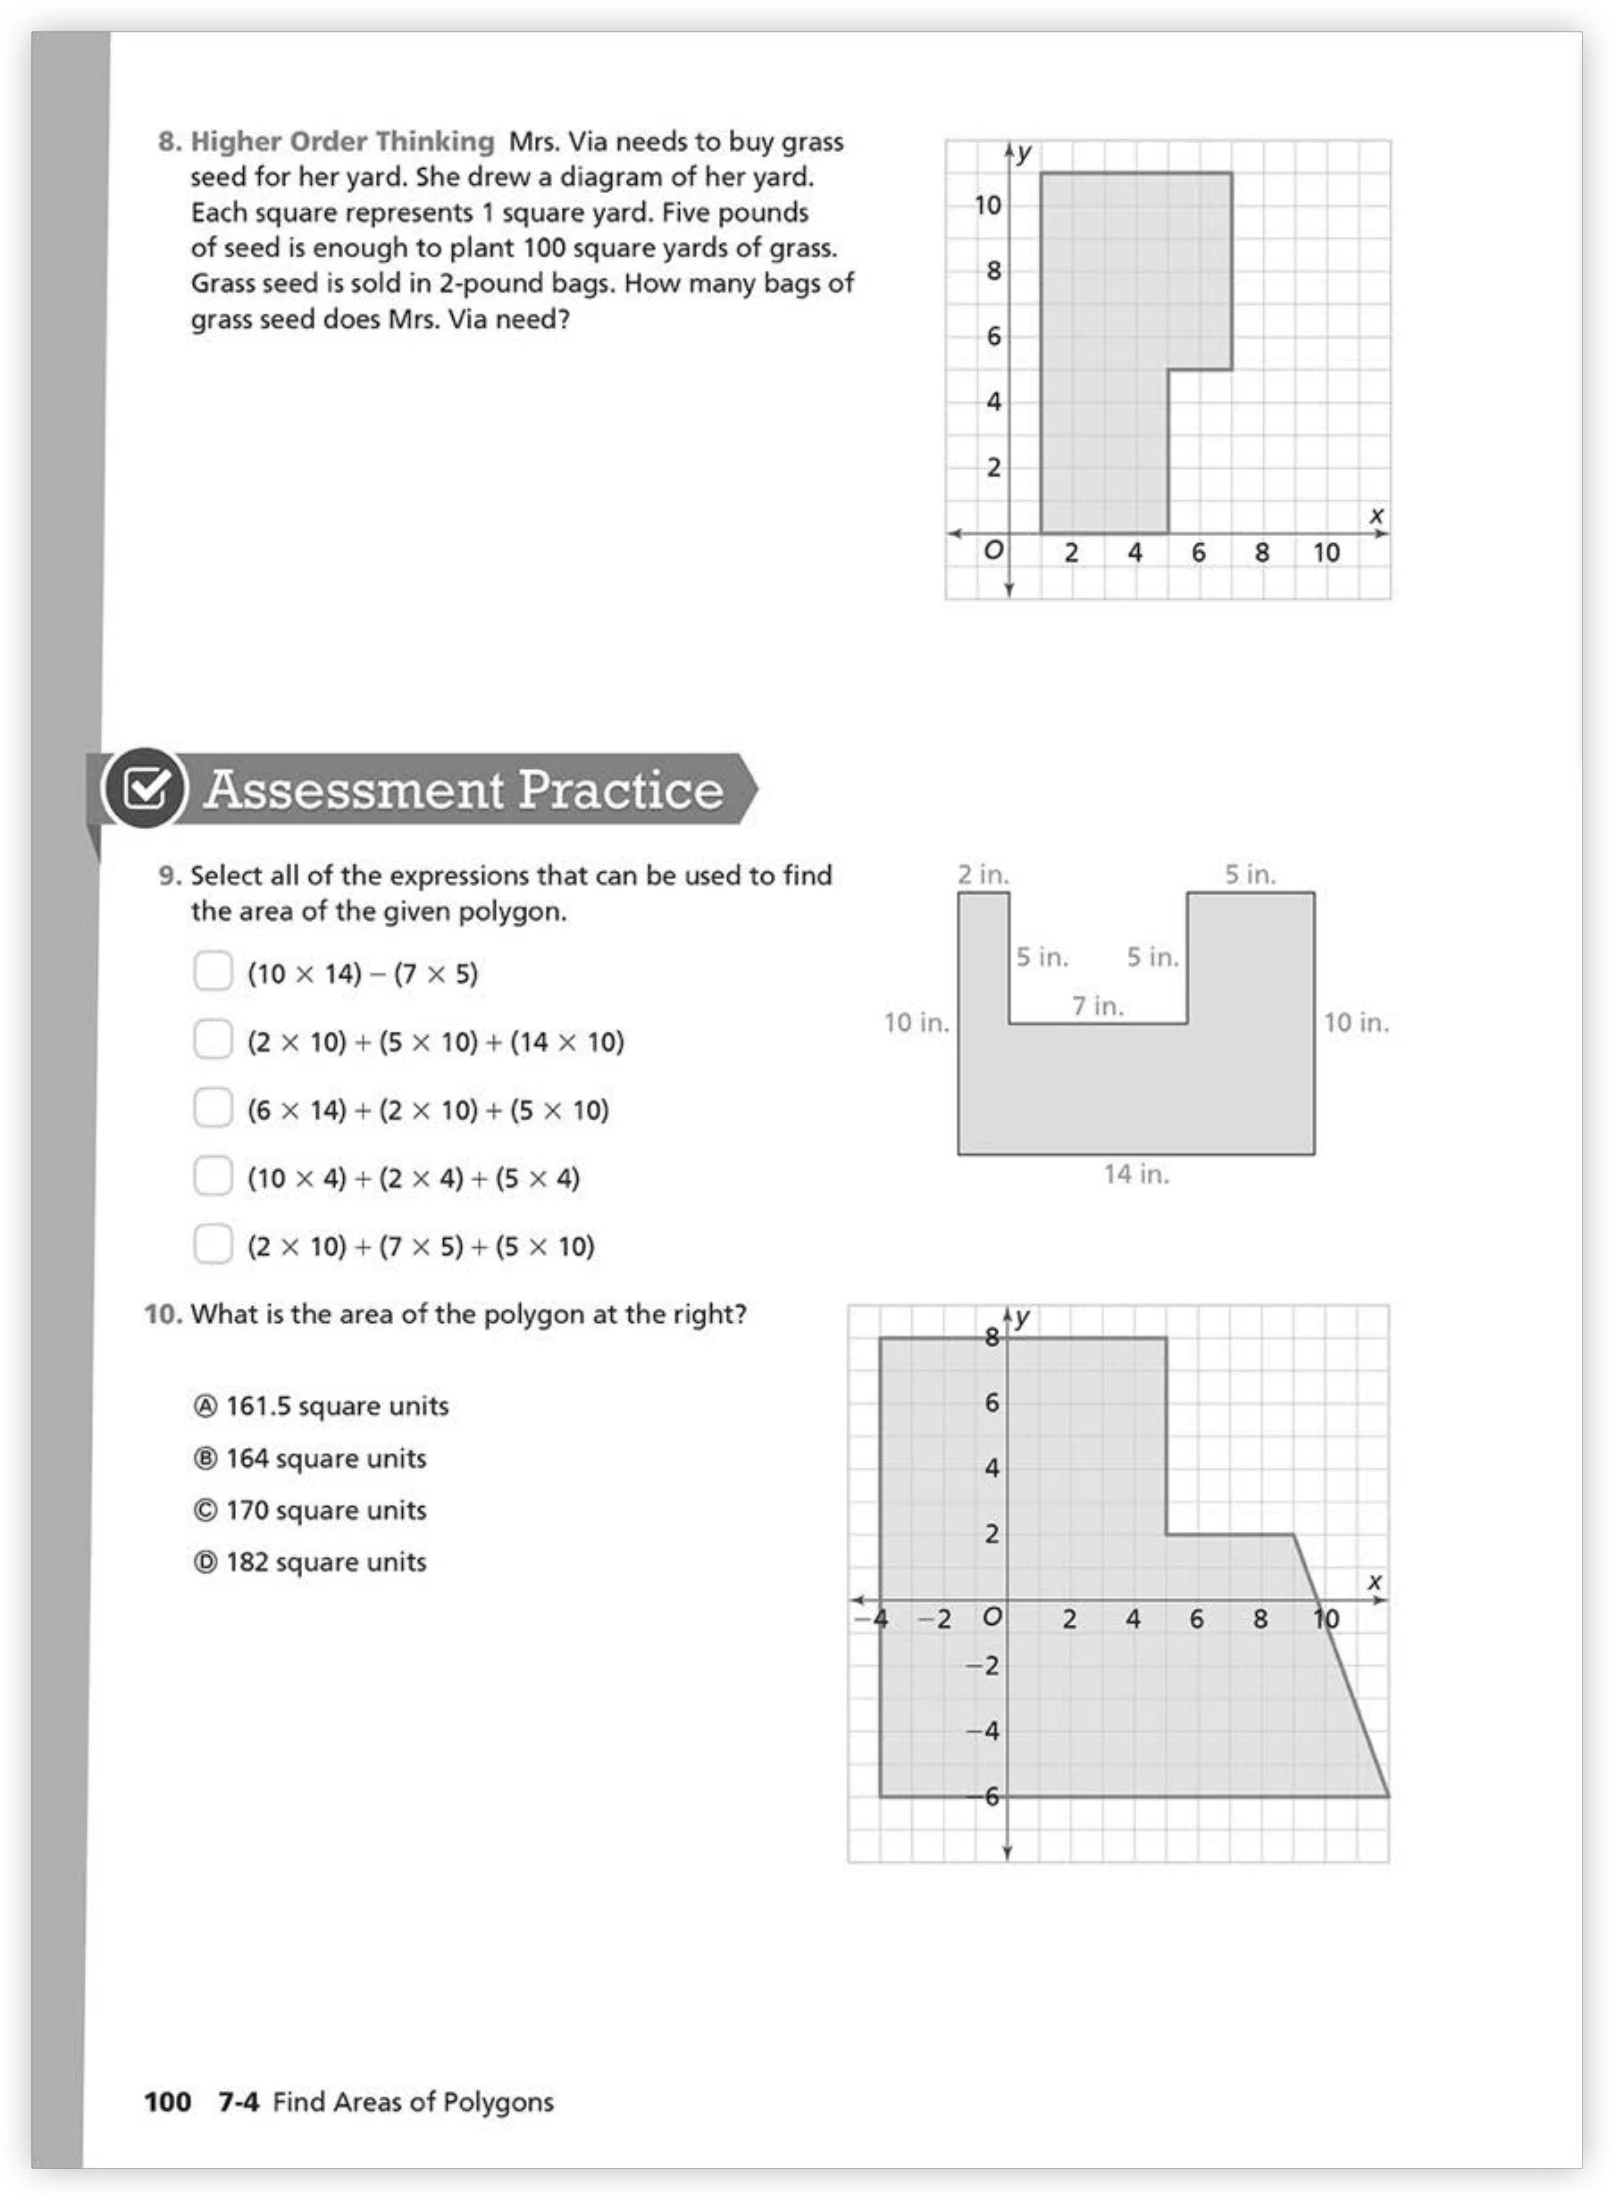 8. Higher Order Thinking Mrs. Via needs to buy grass
seed for her yard. She drew a diagram of her yard.
Each square represents 1 square yard. Five pounds
of seed is enough to plant 100 square yards of grass.
Grass seed is sold in 2-pound bags. How many bags of
grass seed does Mrs. Via need?
y
10
8
6
4
2
x
O 2 4 6 8 10
Assessment Practice
9. Select all of the expressions that can be used to find
the area of the given polygon.
(10 × 14) – (7 × 5)
(2 × 10) + (5 × 10) + (14 × 10)
(6 × 14) + (2 × 10) + (5 × 10)
(10 × 4) + (2 × 4) + (5 × 4)
(2 × 10) + (7 × 5) + (5 × 10)
2 in. 5 in.
5 in. 5 in.
7 in.
10 in. 10 in.
14 in.
10. What is the area of the polygon at the right?
Ⓐ 161.5 square units
Ⓑ 164 square units
Ⓒ 170 square units
Ⓓ 182 square units
y
8
6
4
2
x
−4 −2 O 2 4 6 8 10
−2
−4
−6
100 7-4 Find Areas of Polygons